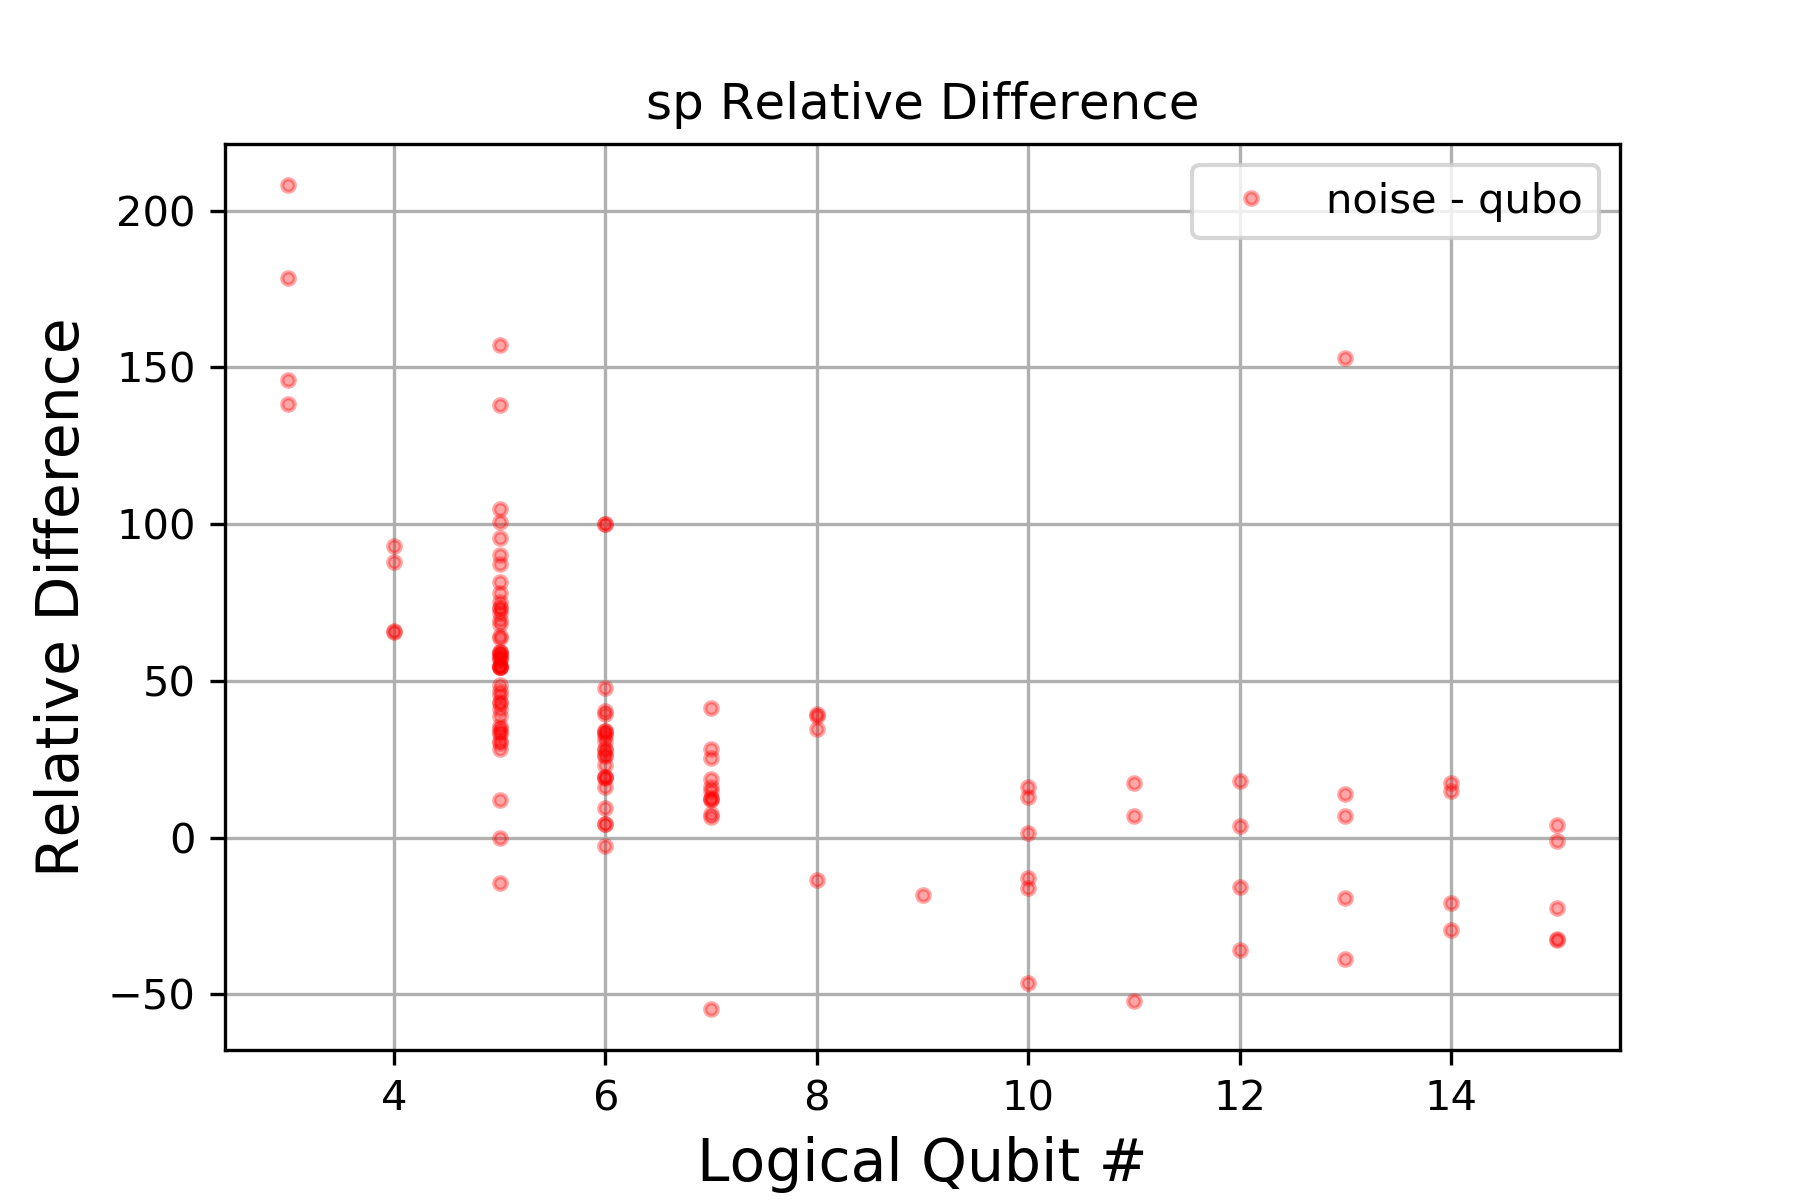 sp Relative Difference
noise - qubo
Relative Difference
200
150
100
50
0
−50
4 6 8 10 12 14
Logical Qubit #